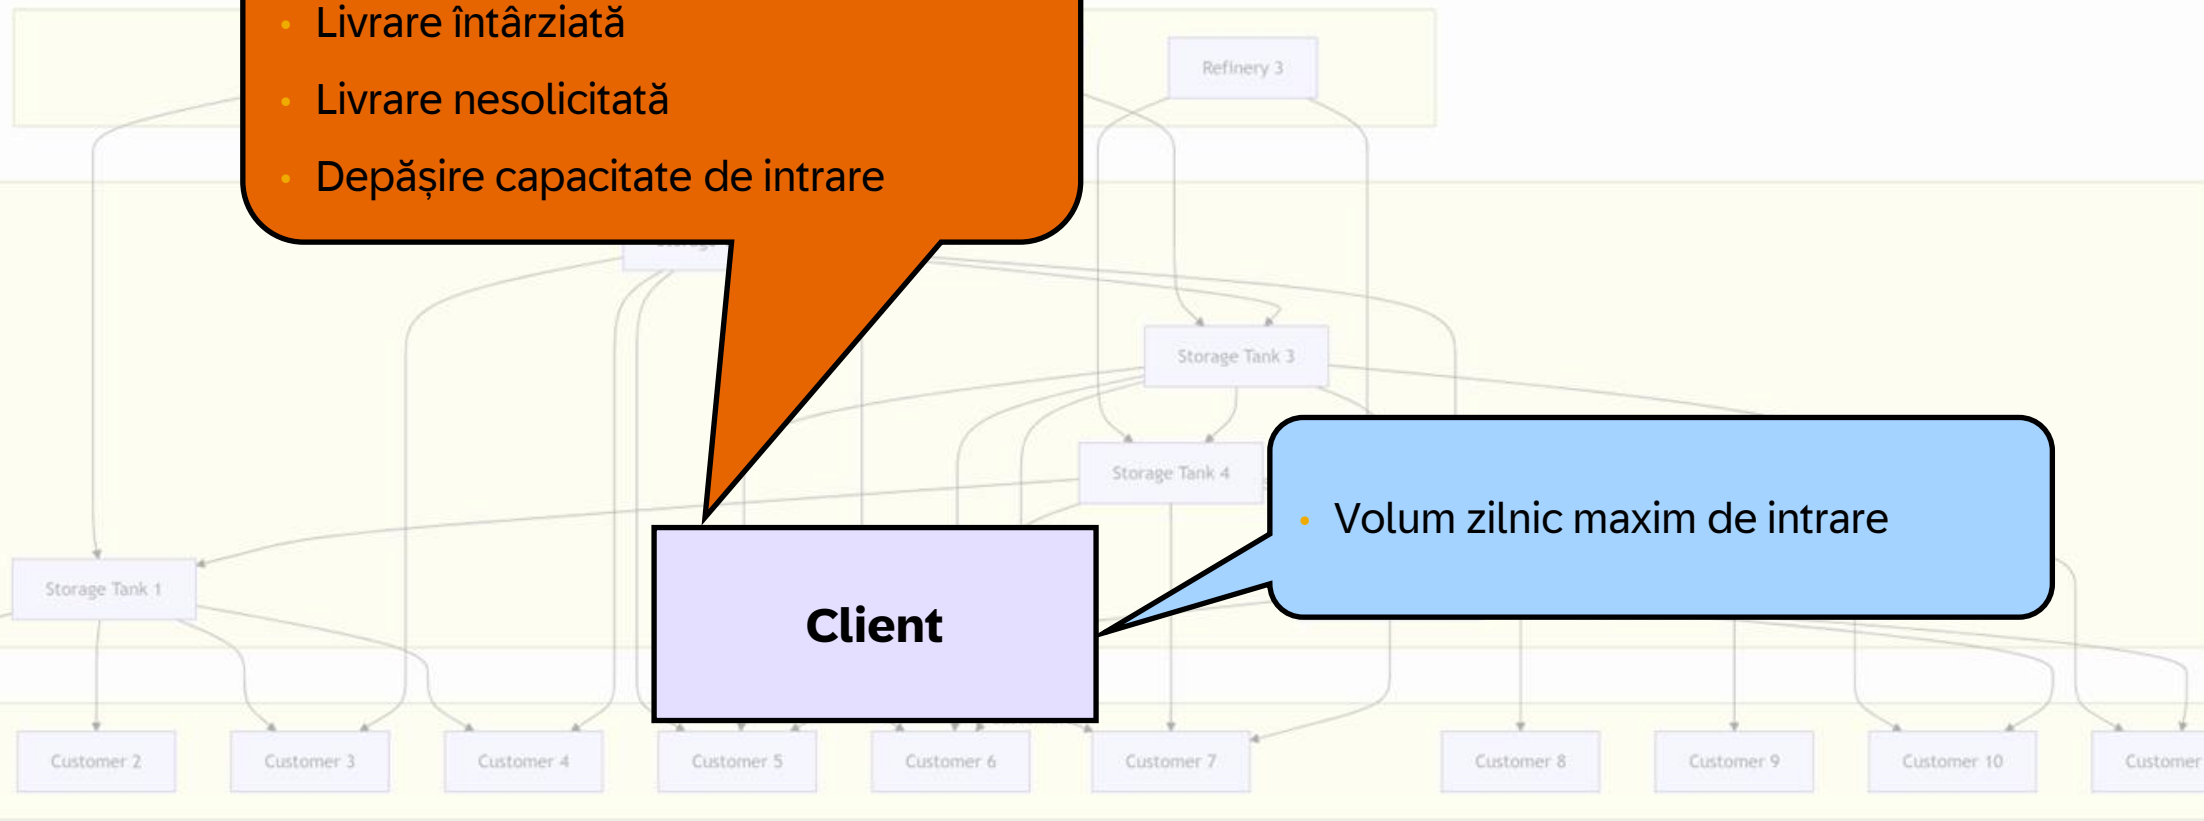 • Livrare întârziată
• Livrare nesolicitată
• Depășire capacitate de intrare
Refinery 3
Storage Tank 3
Storage Tank 4
• Volum zilnic maxim de intrare
Storage Tank 1
Client
Customer 2
Customer 3
Customer 4
Customer 5
Customer 6
Customer 7
Customer 8
Customer 9
Customer 10
Customer